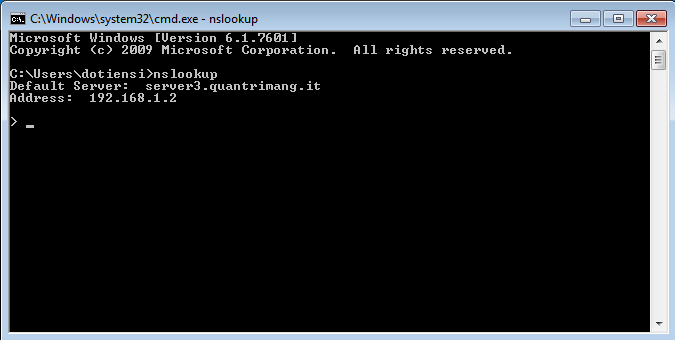 C:\Windows\system32\cmd.exe - nslookup
Microsoft Windows [Version 6.1.7601]
Copyright (c) 2009 Microsoft Corporation.  All rights reserved.
C:\Users\dotiensi>nslookup
Default Server:  server3.quantrimang.it
Address:  192.168.1.2
> _